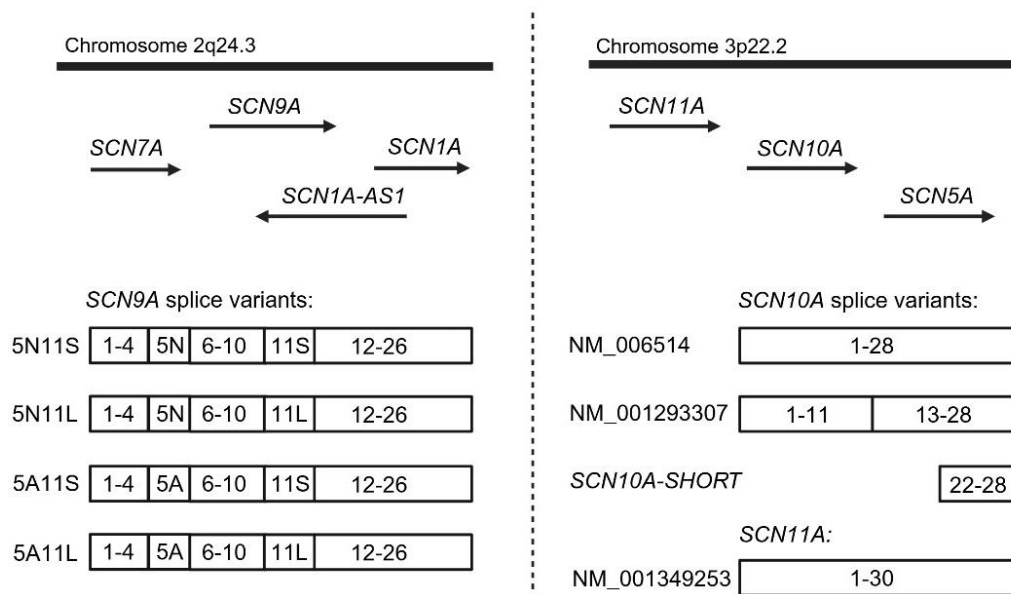 Chromosome 2q24.3
SCN9A
SCN7A
SCN1A
SCN1A-AS1
SCN9A splice variants:
5N11S 1-4 5N 6-10 11S 12-26
5N11L 1-4 5N 6-10 11L 12-26
5A11S 1-4 5A 6-10 11S 12-26
5A11L 1-4 5A 6-10 11L 12-26
Chromosome 3p22.2
SCN11A
SCN10A
SCN5A
SCN10A splice variants:
NM_006514 1-28
NM_001293307 1-11 13-28
SCN10A-SHORT 22-28
SCN11A:
NM_001349253 1-30